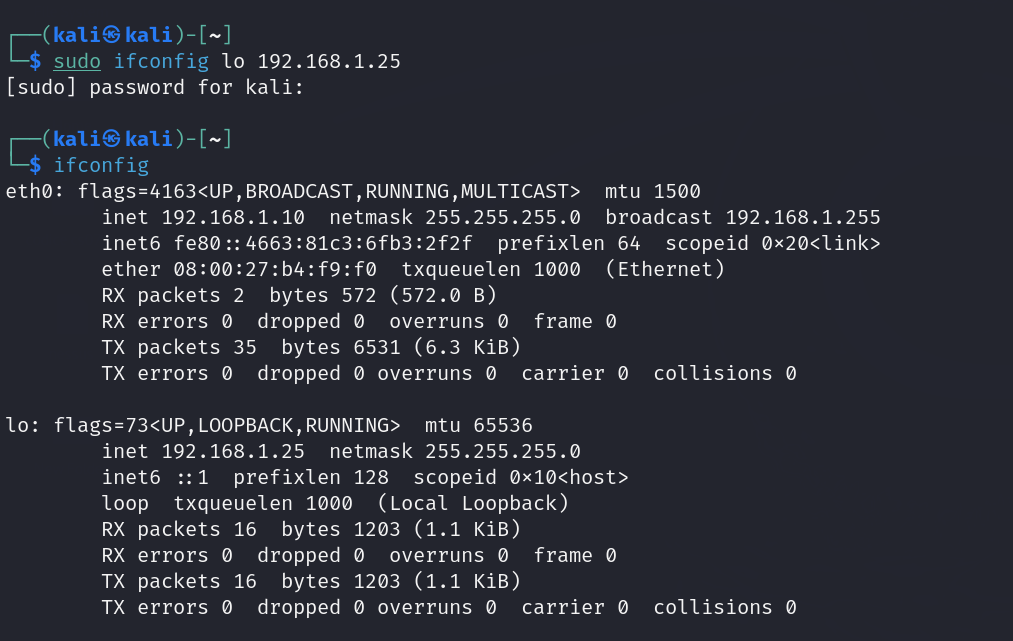 ┌──(kali㉿kali)-[~]
└─$ sudo ifconfig lo 192.168.1.25
[sudo] password for kali:
┌──(kali㉿kali)-[~]
└─$ ifconfig
eth0: flags=4163<UP,BROADCAST,RUNNING,MULTICAST>  mtu 1500
        inet 192.168.1.10  netmask 255.255.255.0  broadcast 192.168.1.255
        inet6 fe80::4663:81c3:6fb3:2f2f  prefixlen 64  scopeid 0x20<link>
        ether 08:00:27:b4:f9:f0  txqueuelen 1000  (Ethernet)
        RX packets 2  bytes 572 (572.0 B)
        RX errors 0  dropped 0  overruns 0  frame 0
        TX packets 35  bytes 6531 (6.3 KiB)
        TX errors 0  dropped 0 overruns 0  carrier 0  collisions 0
lo: flags=73<UP,LOOPBACK,RUNNING>  mtu 65536
        inet 192.168.1.25  netmask 255.255.255.0
        inet6 ::1  prefixlen 128  scopeid 0x10<host>
        loop  txqueuelen 1000  (Local Loopback)
        RX packets 16  bytes 1203 (1.1 KiB)
        RX errors 0  dropped 0  overruns 0  frame 0
        TX packets 16  bytes 1203 (1.1 KiB)
        TX errors 0  dropped 0 overruns 0  carrier 0  collisions 0